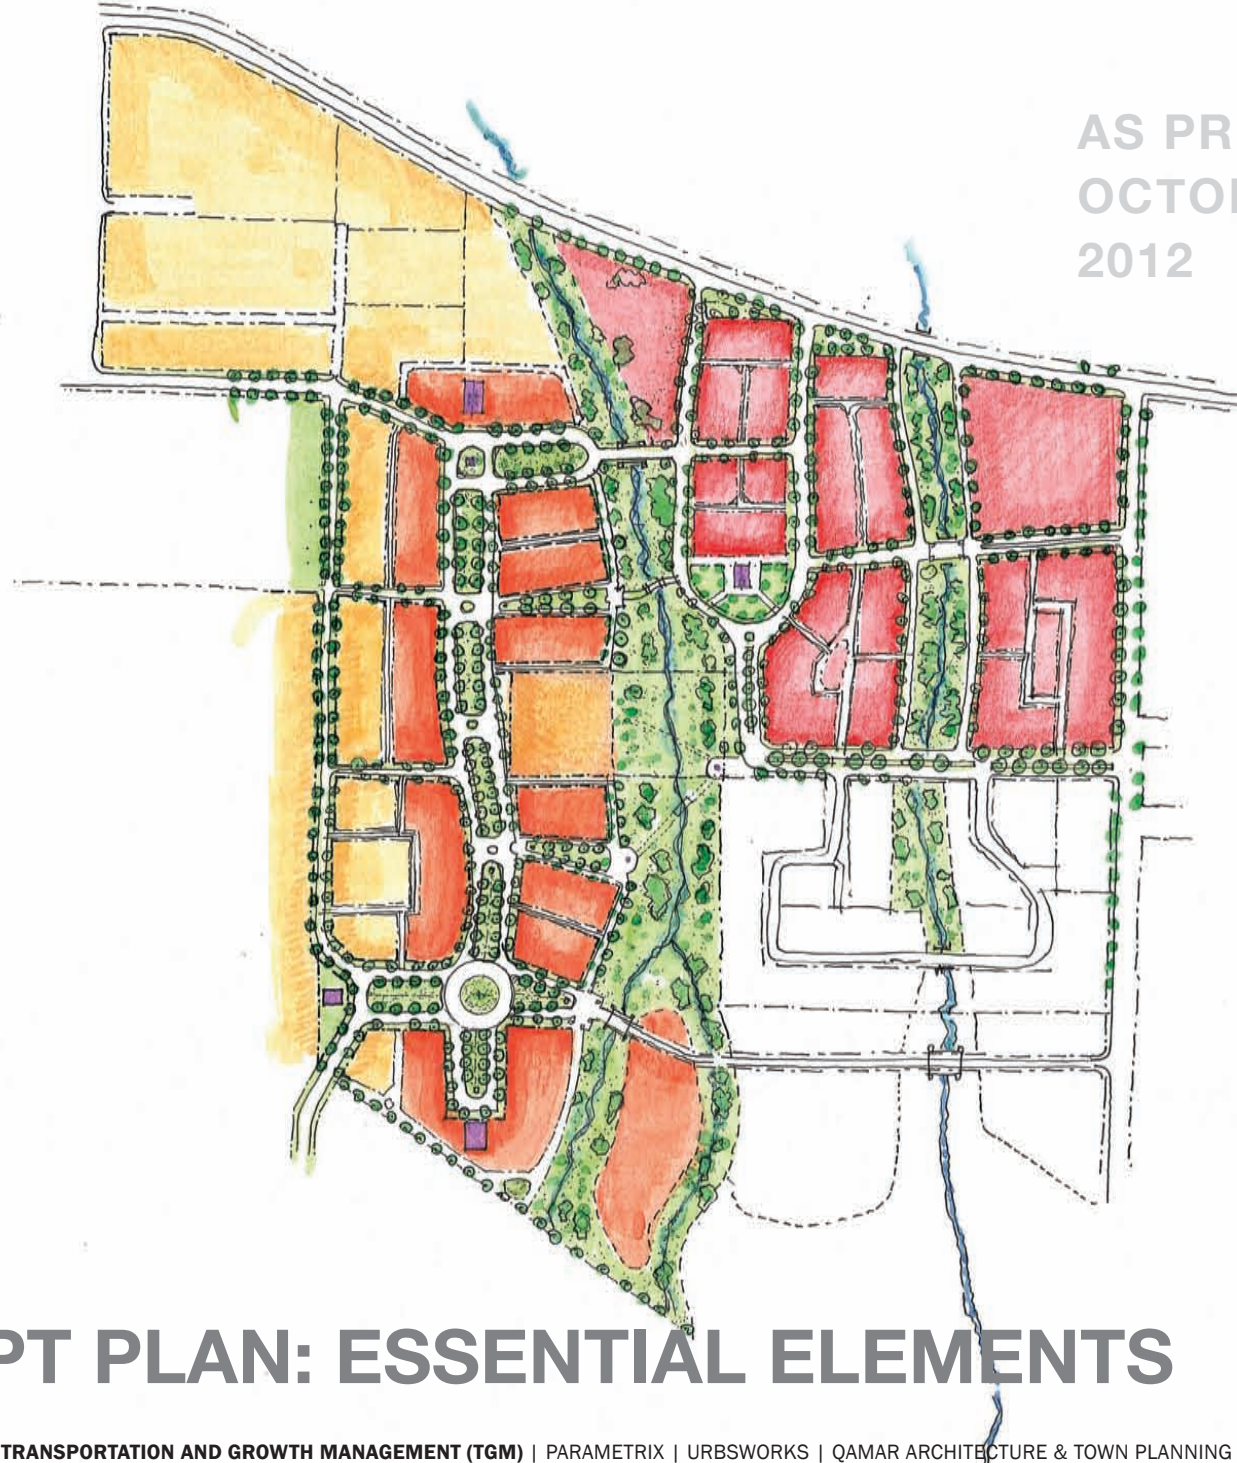 AS PR
OCTO
2012
PT PLAN: ESSENTIAL ELEMENTS
TRANSPORTATION AND GROWTH MANAGEMENT (TGM) | PARAMETRIX | URBSWORKS | QAMAR ARCHITECTURE & TOWN PLANNING